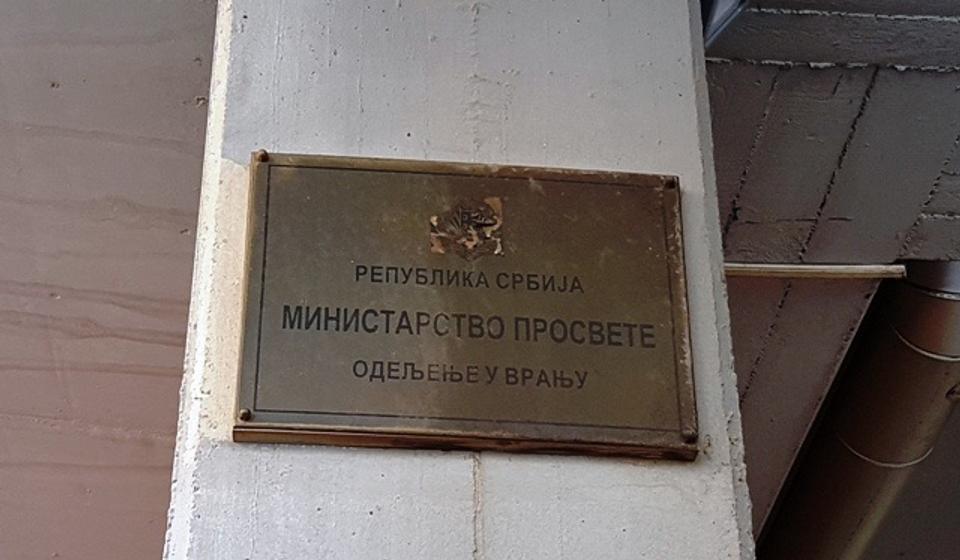 РЕПУБЛИКА СРБИЈА
МИНИСТАРСТВО ПРОСВЕТЕ
ОДЕЉЕЊЕ У ВРАЊУ